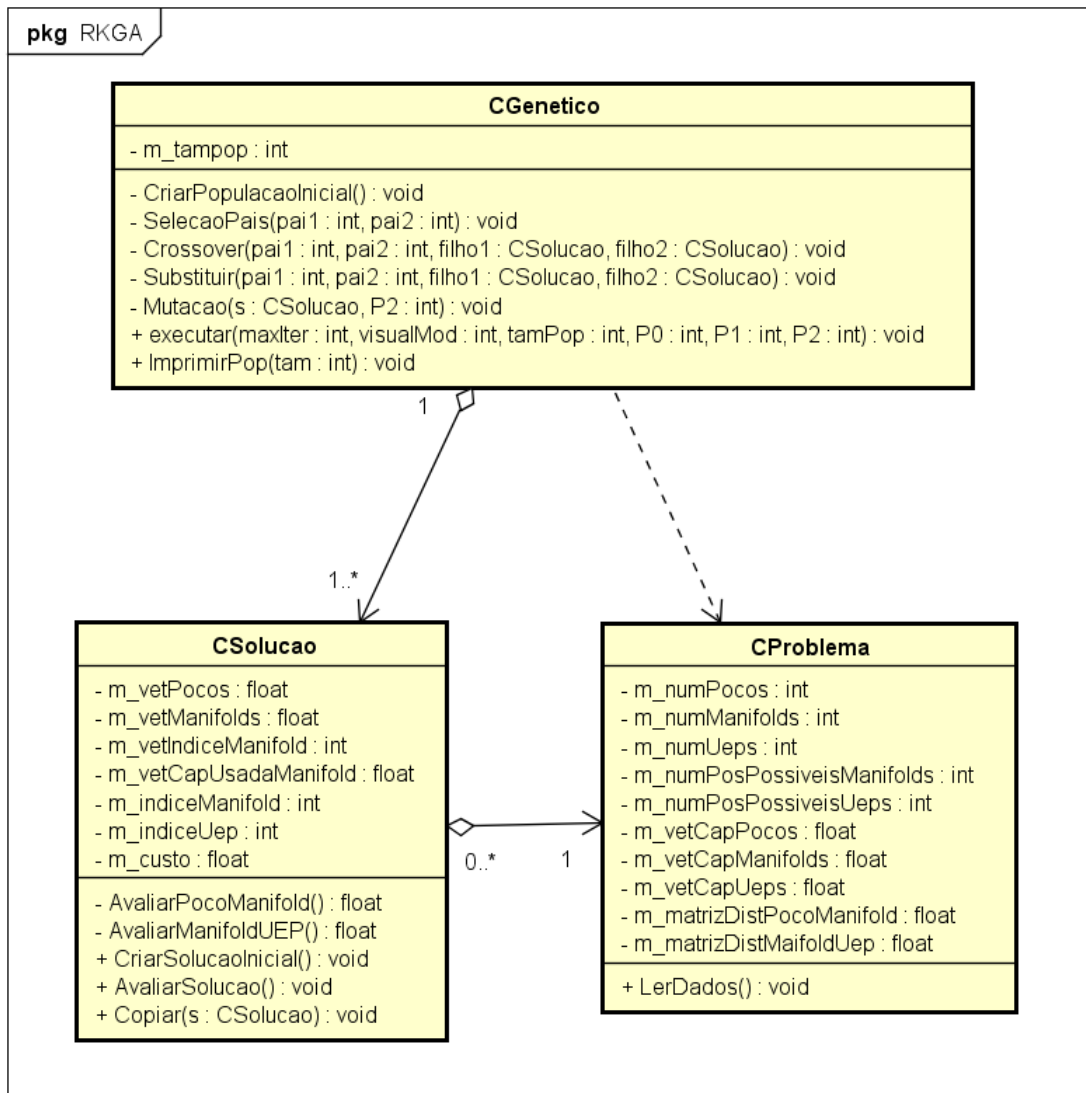 pkg RKGA
CGenetico
- m_tampop : int
- CriarPopulacaoInicial() : void
- SelecaoPais(pai1 : int, pai2 : int) : void
- Crossover(pai1 : int, pai2 : int, filho1 : CSolucao, filho2 : CSolucao) : void
- Substituir(pai1 : int, pai2 : int, filho1 : CSolucao, filho2 : CSolucao) : void
- Mutacao(s : CSolucao, P2 : int) : void
+ executar(maxIter : int, visualMod : int, tamPop : int, P0 : int, P1 : int, P2 : int) : void
+ ImprimirPop(tam : int) : void
1
1..*
CSolucao
- m_vetPocos : float
- m_vetManifolds : float
- m_vetIndiceManifold : int
- m_vetCapUsadaManifold : float
- m_indiceManifold : int
- m_indiceUep : int
- m_custo : float
- AvaliarPocoManifold() : float
- AvaliarManifoldUEP() : float
+ CriarSolucaoInicial() : void
+ AvaliarSolucao() : void
+ Copiar(s : CSolucao) : void
0..*
1
CProblema
- m_numPocos : int
- m_numManifolds : int
- m_numUeps : int
- m_numPosPossiveisManifolds : int
- m_numPosPossiveisUeps : int
- m_vetCapPocos : float
- m_vetCapManifolds : float
- m_vetCapUeps : float
- m_matrizDistPocoManifold : float
- m_matrizDistMaifoldUep : float
+ LerDados() : void